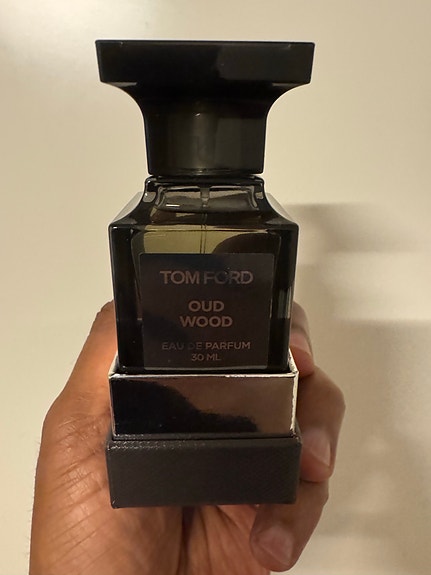 TOM FORD
OUD
WOOD
EAU DE PARFUM
30 ML